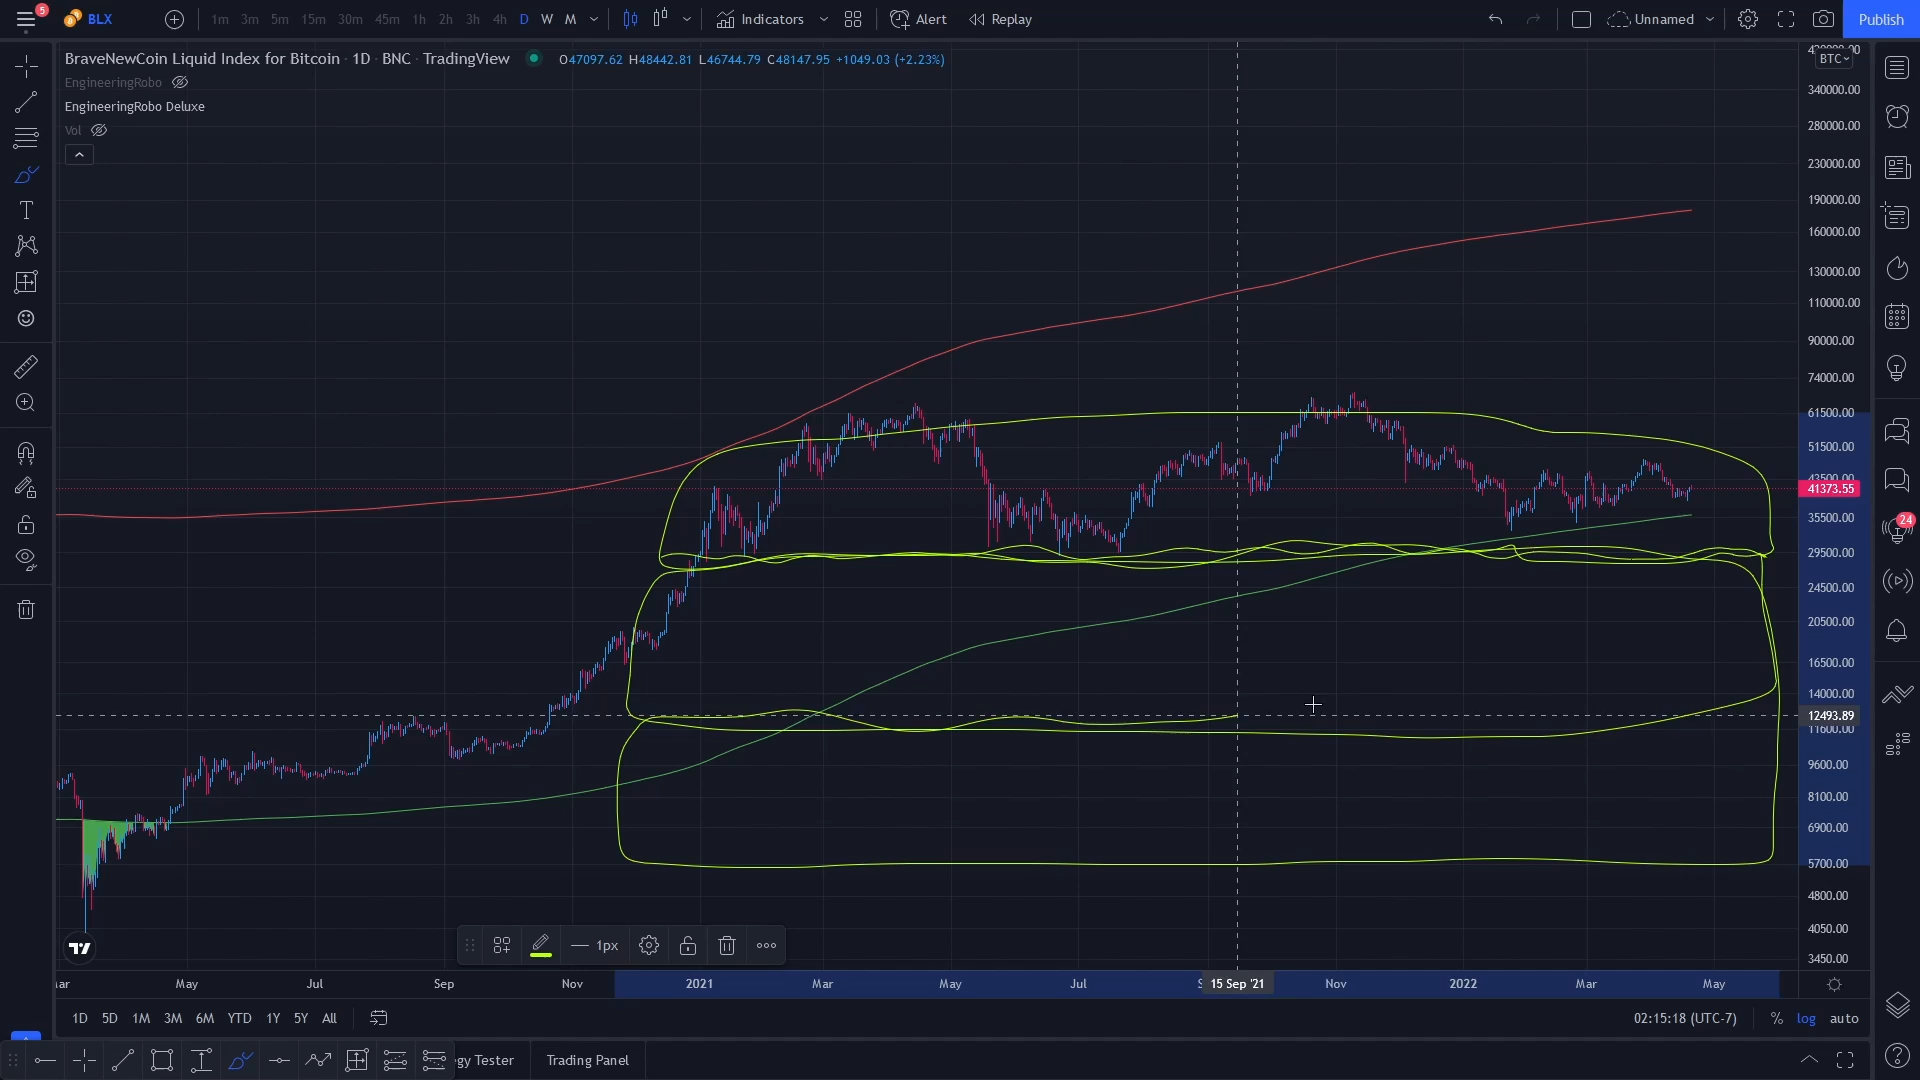 5
BLX
1m 3m 5m 15m 30m 45m 1h 2h 3h 4h D W M
Indicators
Alert
Replay
Unnamed
Publish
BraveNewCoin Liquid Index for Bitcoin · 1D · BNC · TradingView
O47097.62 H48442.81 L46744.79 C48147.95 +1049.03 (+2.23%)
EngineeringRobo
EngineeringRobo Deluxe
Vol
BTC
340000.00
280000.00
230000.00
190000.00
160000.00
130000.00
110000.00
90000.00
74000.00
61500.00
51500.00
43500.00
41373.55
35500.00
29500.00
24500.00
20500.00
16500.00
14000.00
12493.89
11600.00
9600.00
8100.00
6900.00
5700.00
4800.00
4050.00
3450.00
24
1px
May Jul Sep Nov 2021 Mar May Jul 15 Sep '21 Nov 2022 Mar May
1D 5D 1M 3M 6M YTD 1Y 5Y All
02:15:18 (UTC-7)
% log auto
egy Tester
Trading Panel